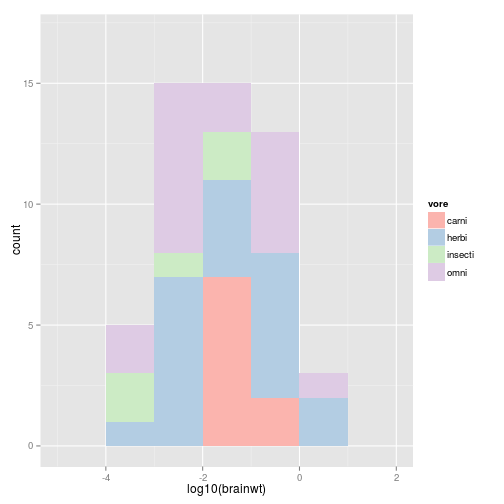 15
10
5
0
count
-4
-2
0
2
log10(brainwt)
vore
carni
herbi
insecti
omni